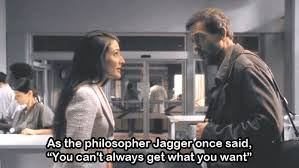 As the philosopher Jagger once said,
"You can't always get what you want"